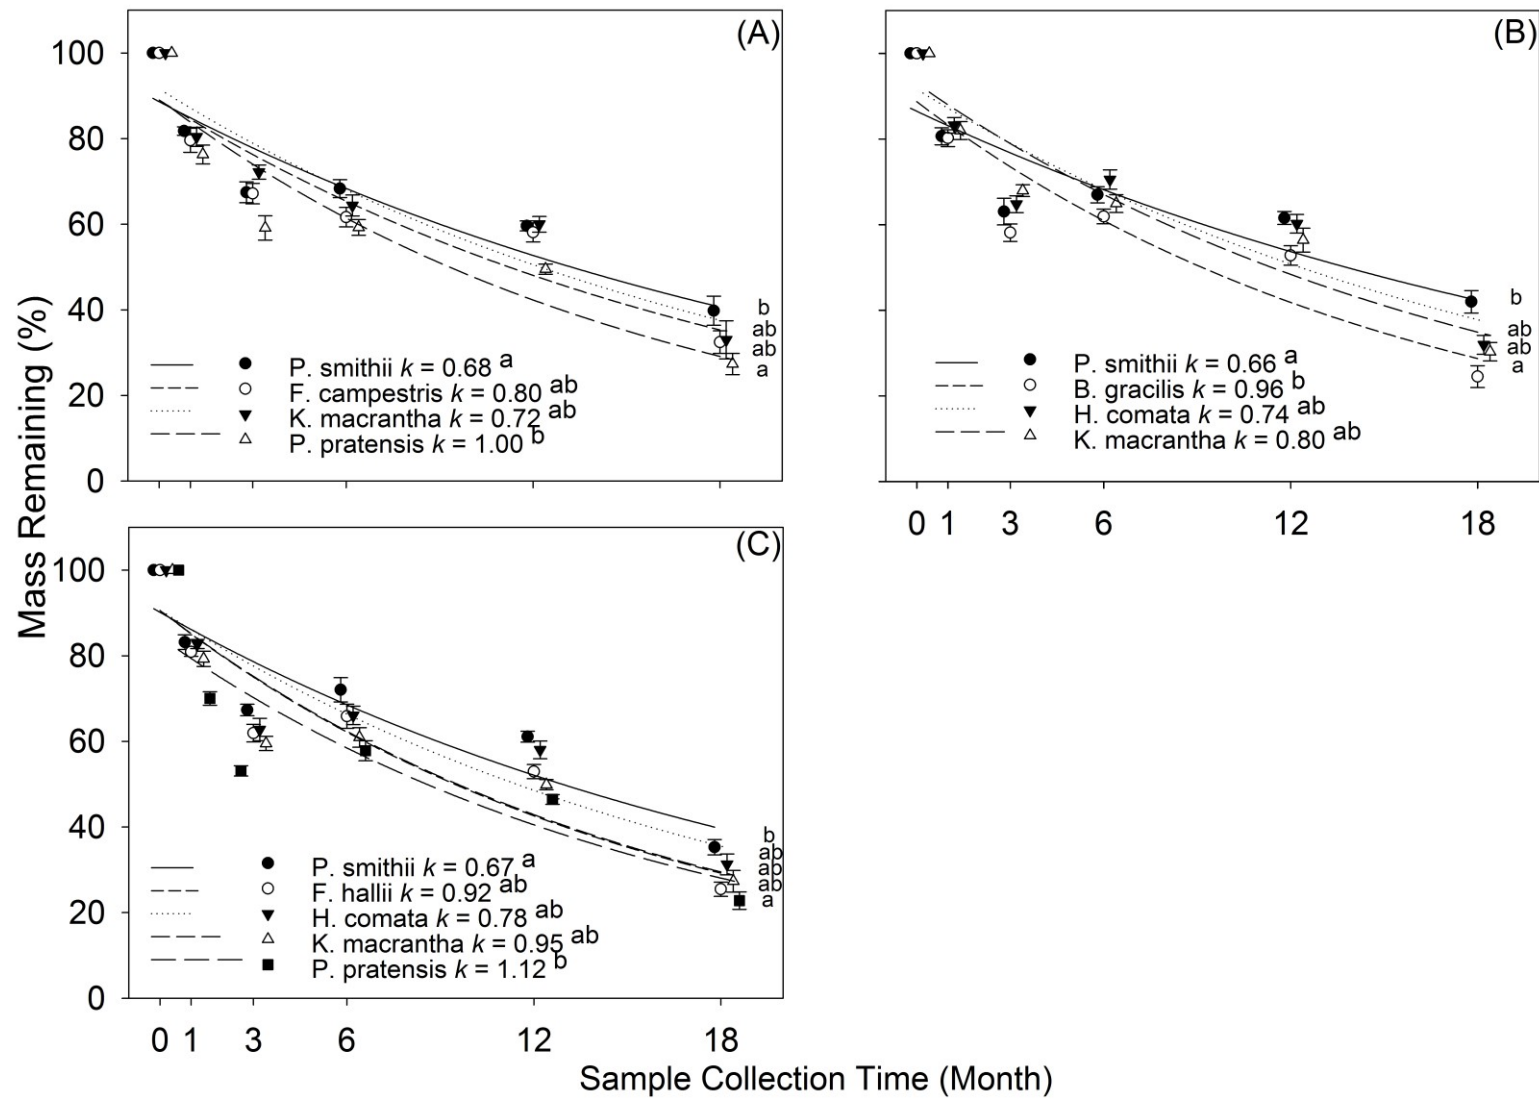 Mass Remaining (%)
(A)
100
80
60
40
20
0
b
ab
ab
a
P. smithii k = 0.68 a
F. campestris k = 0.80 ab
K. macrantha k = 0.72 ab
P. pratensis k = 1.00 b
(B)
b
ab
ab
a
P. smithii k = 0.66 a
B. gracilis k = 0.96 b
H. comata k = 0.74 ab
K. macrantha k = 0.80 ab
0 1 3 6 12 18
(C)
100
80
60
40
20
0
b
ab
ab
ab
a
P. smithii k = 0.67 a
F. hallii k = 0.92 ab
H. comata k = 0.78 ab
K. macrantha k = 0.95 ab
P. pratensis k = 1.12 b
0 1 3 6 12 18
Sample Collection Time (Month)